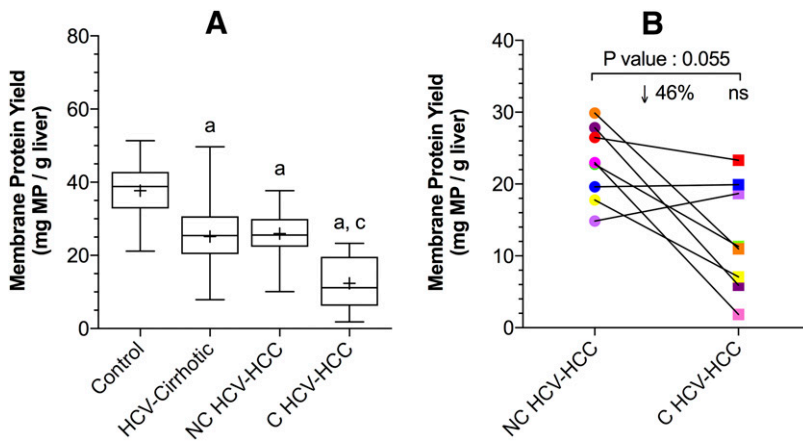 A
Membrane Protein Yield
(mg MP / g liver)
80
60
40
20
0
a
a
a, c
Control
HCV-Cirrhotic
NC HCV-HCC
C HCV-HCC
B
Membrane Protein Yield
(mg MP / g liver)
40
30
20
10
0
P value : 0.055
↓ 46% ns
NC HCV-HCC
C HCV-HCC